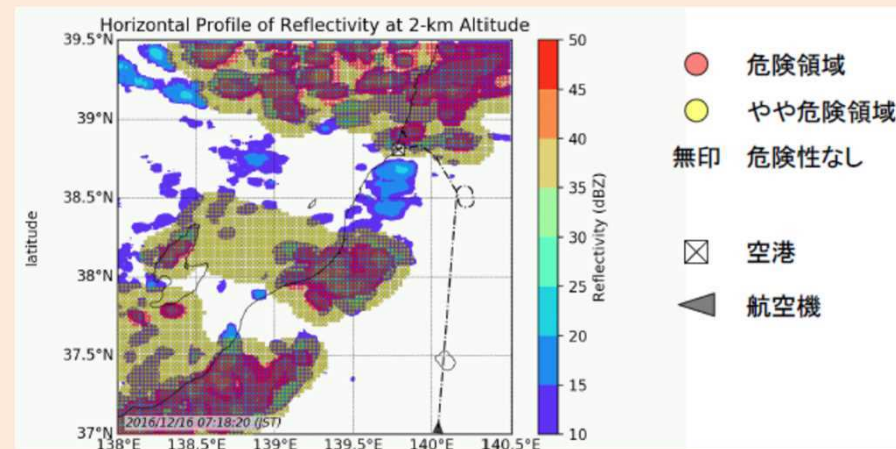 Horizontal Profile of Reflectivity at 2-km Altitude
39.5°N
39°N
38.5°N
38°N
37.5°N
37°N
latitude
2016/12/16 07:18:20 (JST)
138°E 138.5°E 139°E 139.5°E 140°E 140.5°E
50
45
40
35
30
25
20
15
10
Reflectivity (dBZ)
危険領域
やや危険領域
無印 危険性なし
空港
航空機